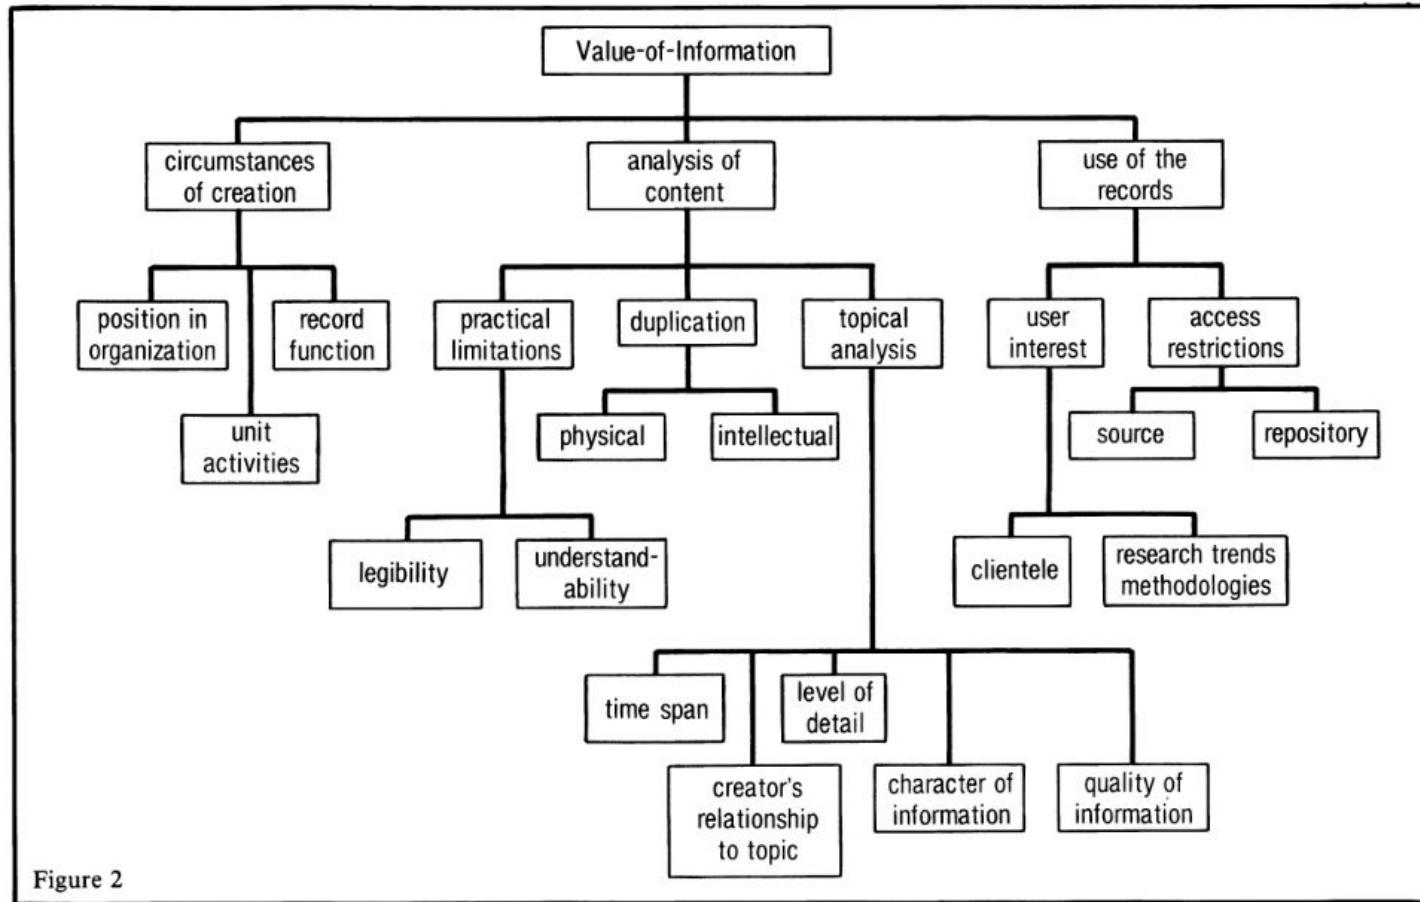 Value-of-Information
circumstances
of creation
analysis of
content
use of the
records
position in
organization
record
function
unit
activities
practical
limitations
duplication
topical
analysis
user
interest
access
restrictions
physical
intellectual
source
repository
legibility
understand-
ability
clientele
research trends
methodologies
time span
level of
detail
creator's
relationship
to topic
character of
information
quality of
information
Figure 2